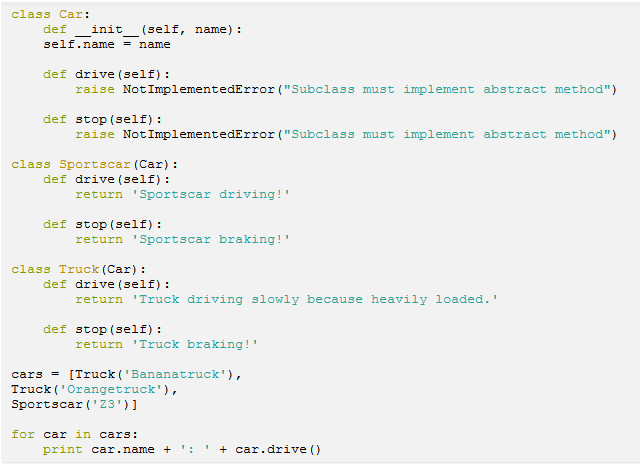 class Car:
    def __init__(self, name):
    self.name = name

    def drive(self):
        raise NotImplementedError("Subclass must implement abstract method")

    def stop(self):
        raise NotImplementedError("Subclass must implement abstract method")

class Sportscar(Car):
    def drive(self):
        return 'Sportscar driving!'

    def stop(self):
        return 'Sportscar braking!'

class Truck(Car):
    def drive(self):
        return 'Truck driving slowly because heavily loaded.'

    def stop(self):
        return 'Truck braking!'

cars = [Truck('Bananatruck'),
Truck('Orangetruck'),
Sportscar('Z3')]

for car in cars:
    print car.name + ': ' + car.drive()